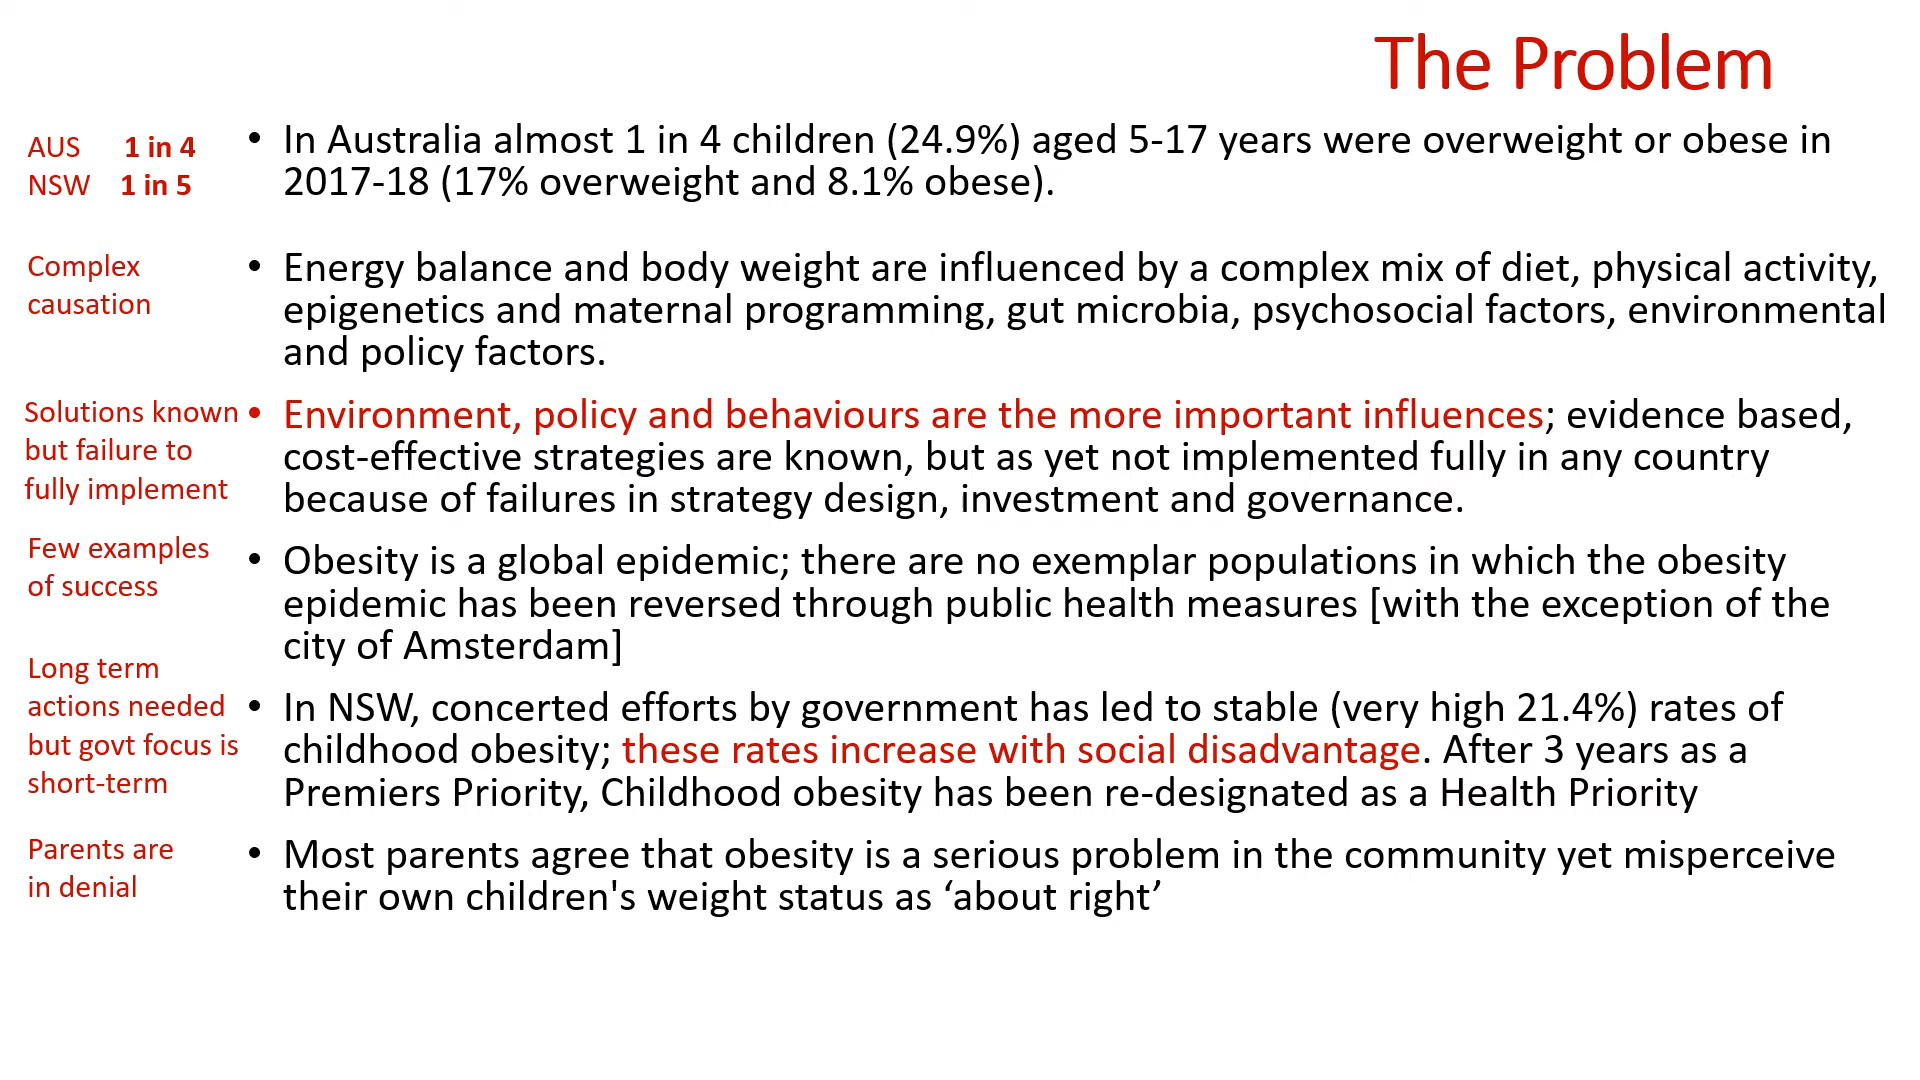 The Problem
AUS 1 in 4
NSW 1 in 5
• In Australia almost 1 in 4 children (24.9%) aged 5-17 years were overweight or obese in
2017-18 (17% overweight and 8.1% obese).
Complex
causation
• Energy balance and body weight are influenced by a complex mix of diet, physical activity,
epigenetics and maternal programming, gut microbia, psychosocial factors, environmental
and policy factors.
Solutions known
but failure to
fully implement
• Environment, policy and behaviours are the more important influences; evidence based,
cost-effective strategies are known, but as yet not implemented fully in any country
because of failures in strategy design, investment and governance.
Few examples
of success
• Obesity is a global epidemic; there are no exemplar populations in which the obesity
epidemic has been reversed through public health measures [with the exception of the
city of Amsterdam]
Long term
actions needed
but govt focus is
short-term
• In NSW, concerted efforts by government has led to stable (very high 21.4%) rates of
childhood obesity; these rates increase with social disadvantage. After 3 years as a
Premiers Priority, Childhood obesity has been re-designated as a Health Priority
Parents are
in denial
• Most parents agree that obesity is a serious problem in the community yet misperceive
their own children's weight status as ‘about right’